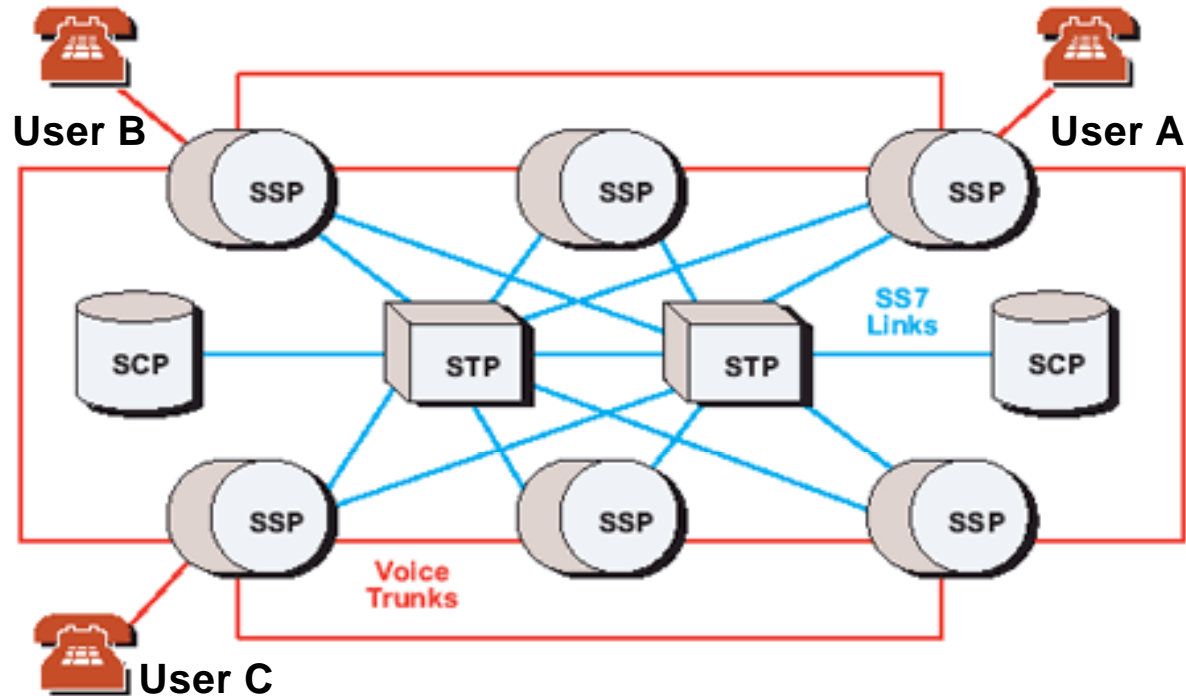 User B
User A
SSP
SSP
SSP
SS7
Links
SCP
STP
STP
SCP
SSP
SSP
SSP
Voice
Trunks
User C